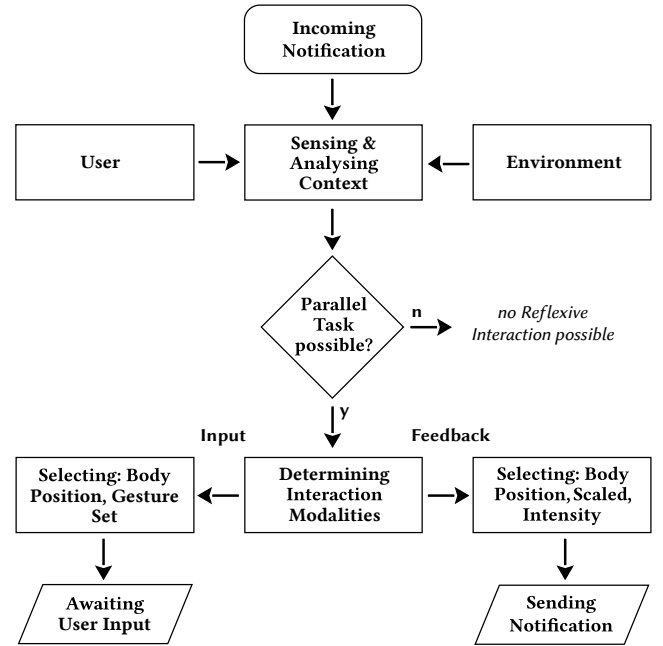 Incoming
Notification
User
Sensing &
Analysing
Context
Environment
Parallel
Task
possible?
n
no Reflexive
Interaction possible
y
Input
Feedback
Selecting: Body
Position, Gesture
Set
Determining
Interaction
Modalities
Selecting: Body
Position, Scaled,
Intensity
Awaiting
User Input
Sending
Notification